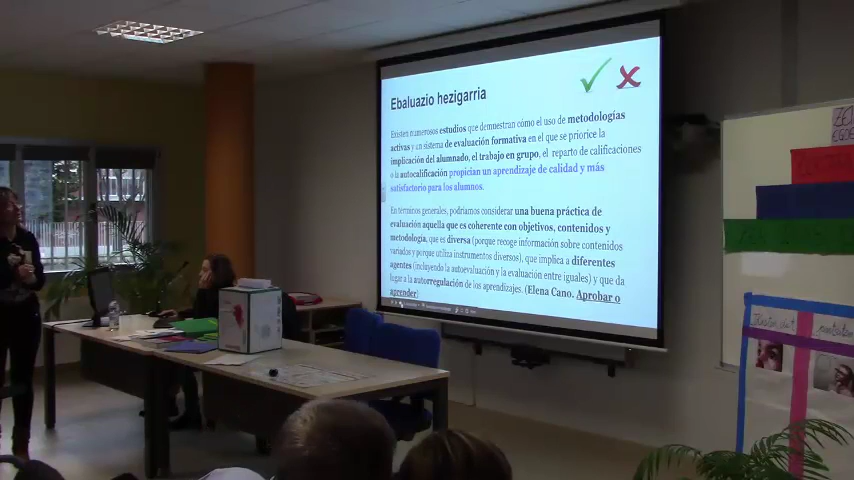 Ebaluazio hezigarria
Existen numerosos estudios que demuestran cómo el uso de metodologías
activas y un sistema de evaluación formativa en el que se priorice la
implicación del alumnado, el trabajo en grupo, el reparto de calificaciones
o la autocalificación propician un aprendizaje de calidad y más
satisfactorio para los alumnos.
En términos generales, podríamos considerar una buena práctica de
evaluación aquella que es coherente con objetivos, contenidos y
metodología, que es diversa (porque recoge información sobre contenidos
variados y porque utiliza instrumentos diversos), que implica a diferentes
agentes (incluyendo la autoevaluación y la evaluación entre iguales) y que da
lugar a la autorregulación de los aprendizajes. (Elena Cano. Aprobar o
aprender)